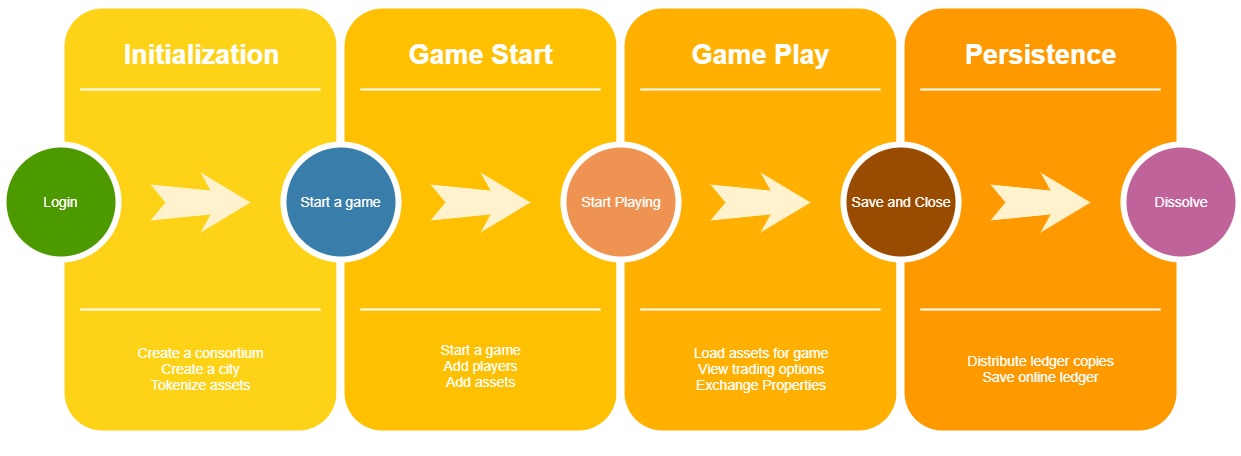 Initialization
Game Start
Game Play
Persistence
Login
Start a game
Start Playing
Save and Close
Dissolve
Create a consortium
Create a city
Tokenize assets
Start a game
Add players
Add assets
Load assets for game
View trading options
Exchange Properties
Distribute ledger copies
Save online ledger